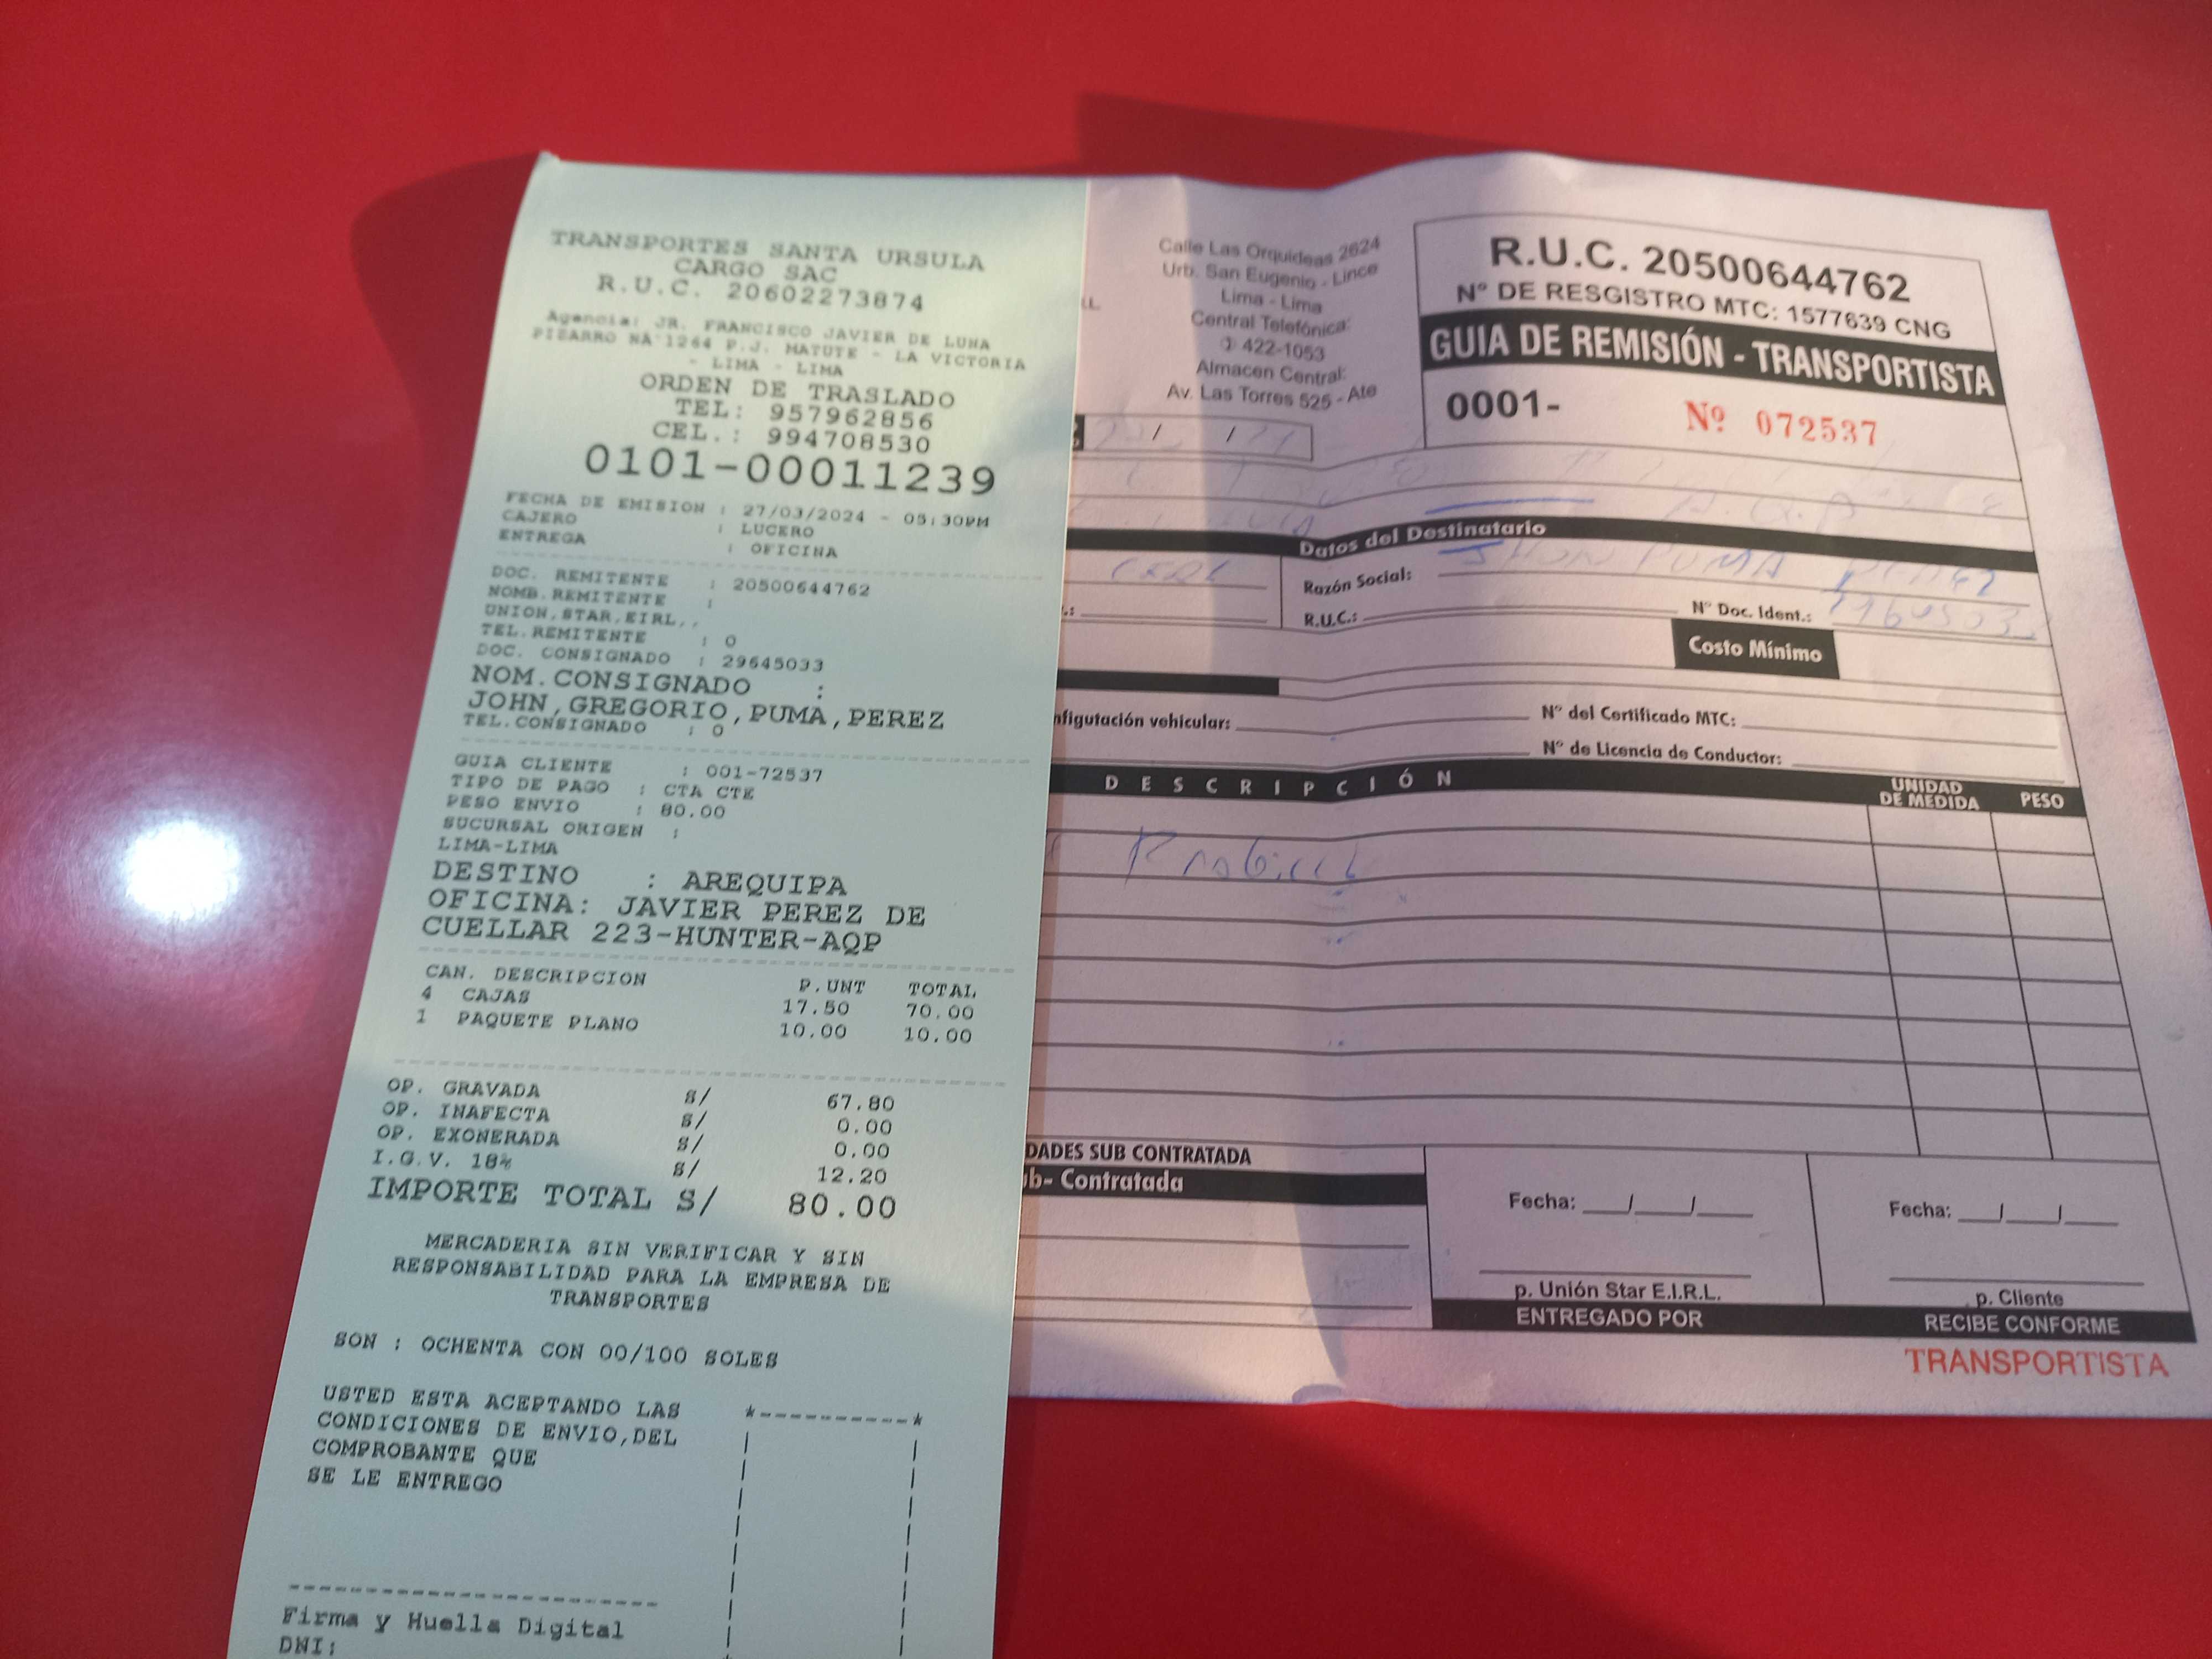 TRANSPORTES SANTA URSULA
CARGO SAC
R.U.C. 20602273874
Agencia: JR. FRANCISCO JAVIER DE LUNA
PIZARRO NA 1264 P.J. MATUTE - LA VICTORIA
- LIMA - LIMA
ORDEN DE TRASLADO
TEL: 957962856
CEL.: 994708530
0101-00011239
FECHA DE EMISION : 27/03/2024 - 05:30PM
CAJERO : LUCERO
ENTREGA : OFICINA
DOC. REMITENTE : 20500644762
NOMB.REMITENTE :
UNION,STAR,EIRL,,
TEL.REMITENTE : 0
DOC. CONSIGNADO : 29645033
NOM.CONSIGNADO :
JOHN,GREGORIO,PUMA,PEREZ
TEL.CONSIGNADO : 0
GUIA CLIENTE : 001-72537
TIPO DE PAGO : CTA CTE
PESO ENVIO : 80.00
SUCURSAL ORIGEN :
LIMA-LIMA
DESTINO : AREQUIPA
OFICINA: JAVIER PEREZ DE
CUELLAR 223-HUNTER-AQP
CAN. DESCRIPCION P.UNT TOTAL
4 CAJAS 17.50 70.00
1 PAQUETE PLANO 10.00 10.00
OP. GRAVADA S/ 67.80
OP. INAFECTA S/ 0.00
OP. EXONERADA S/ 0.00
I.G.V. 18% S/ 12.20
IMPORTE TOTAL S/ 80.00
MERCADERIA SIN VERIFICAR Y SIN
RESPONSABILIDAD PARA LA EMPRESA DE
TRANSPORTES
SON : OCHENTA CON 00/100 SOLES
USTED ESTA ACEPTANDO LAS
CONDICIONES DE ENVIO,DEL
COMPROBANTE QUE
SE LE ENTREGO
Firma y Huella Digital
DNI:
Calle Las Orquideas 2624
Urb. San Eugenio - Lince
Lima - Lima
Central Telefónica:
422-1053
Almacen Central:
Av. Las Torres 525 - Ate
R.U.C. 20500644762
N° DE RESGISTRO MTC: 1577639 CNG
GUIA DE REMISIÓN - TRANSPORTISTA
0001- Nº 072537
Datos del Destinatario
Razón Social: PUMA
R.U.C.: N° Doc. Ident.:
Costo Mínimo
nfigutación vehicular: N° del Certificado MTC:
N° de Licencia de Conductor:
DESCRIPCIÓN UNIDAD DE MEDIDA PESO
DADES SUB CONTRATADA
ub- Contratada
Fecha: __/__/__ Fecha: __/__/__
p. Unión Star E.I.R.L. p. Cliente
ENTREGADO POR RECIBE CONFORME
TRANSPORTISTA